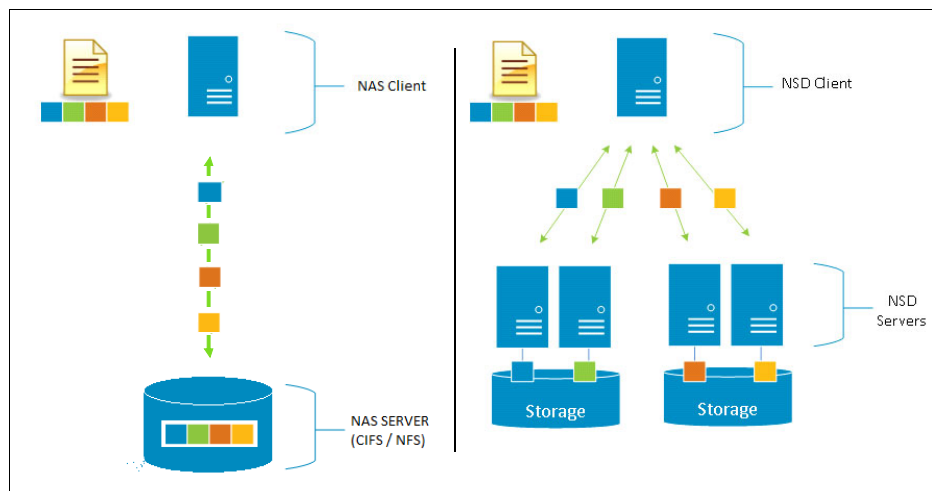 NAS Client
NAS SERVER
(CIFS / NFS)
NSD Client
NSD
Servers
Storage
Storage